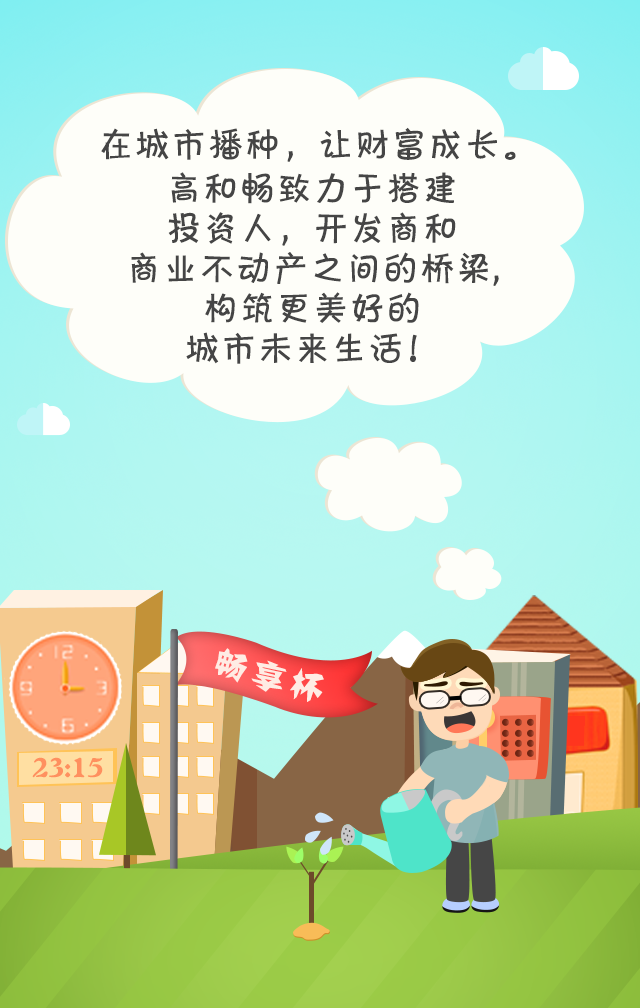 在城市播种，让财富成长。
高和畅致力于搭建
投资人，开发商和
商业不动产之间的桥梁,
构筑更美好的
城市未来生活!
畅享杯
12
9
3
6
23:15